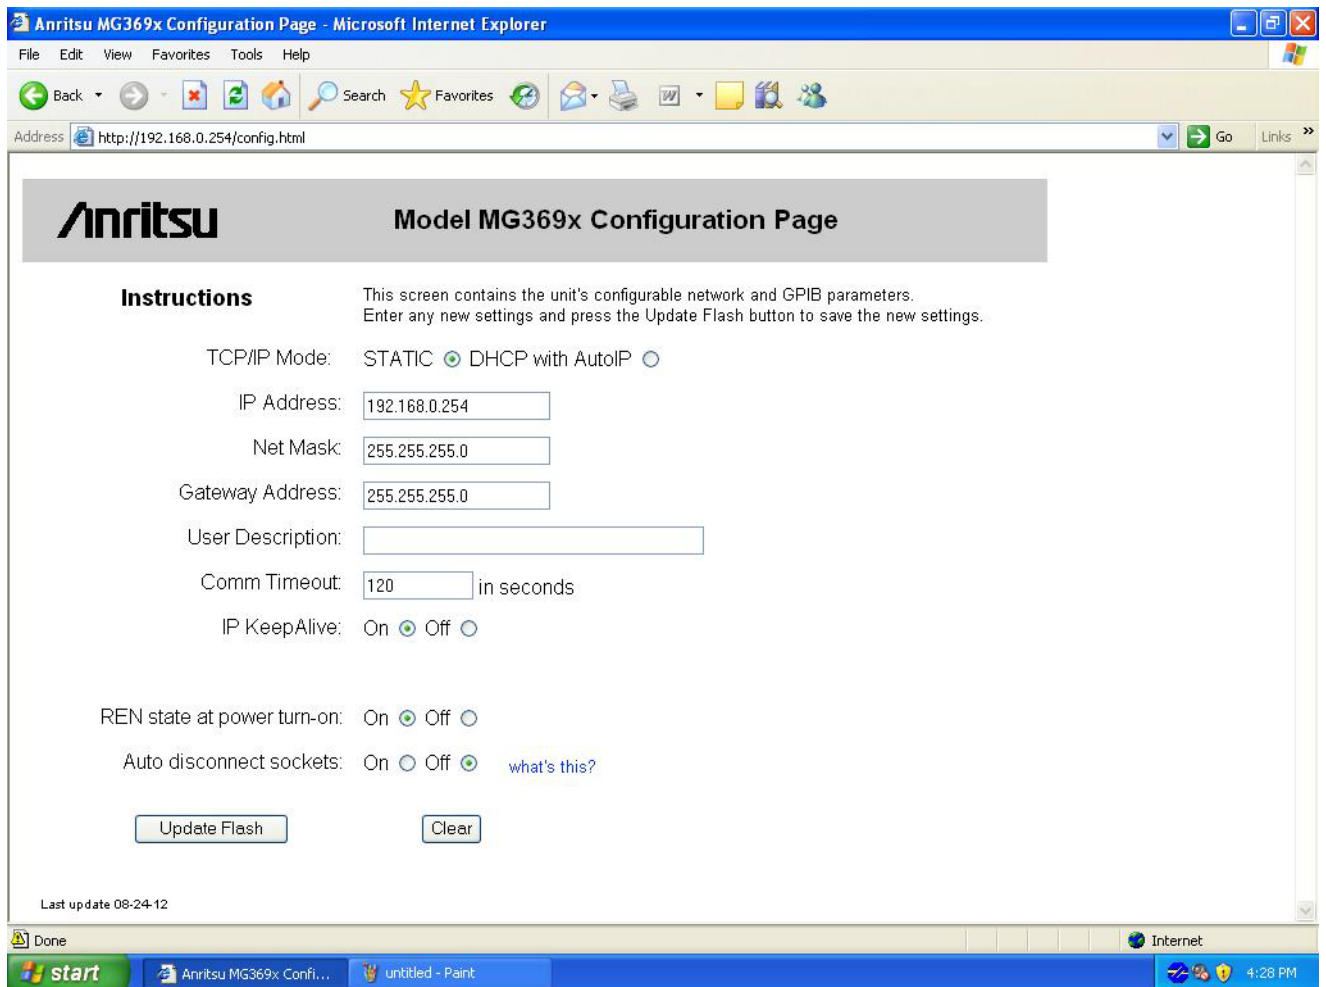 Anritsu MG369x Configuration Page - Microsoft Internet Explorer
File Edit View Favorites Tools Help
Back Search Favorites
Address http://192.168.0.254/config.html Go Links »
Anritsu Model MG369x Configuration Page
Instructions This screen contains the unit's configurable network and GPIB parameters.
Enter any new settings and press the Update Flash button to save the new settings.
TCP/IP Mode: STATIC DHCP with AutoIP
IP Address: 192.168.0.254
Net Mask: 255.255.255.0
Gateway Address: 255.255.255.0
User Description:
Comm Timeout: 120 in seconds
IP KeepAlive: On Off
REN state at power turn-on: On Off
Auto disconnect sockets: On Off what's this?
Update Flash Clear
Last update 08-24-12
Done Internet
start Anritsu MG369x Confi... untitled - Paint 4:28 PM